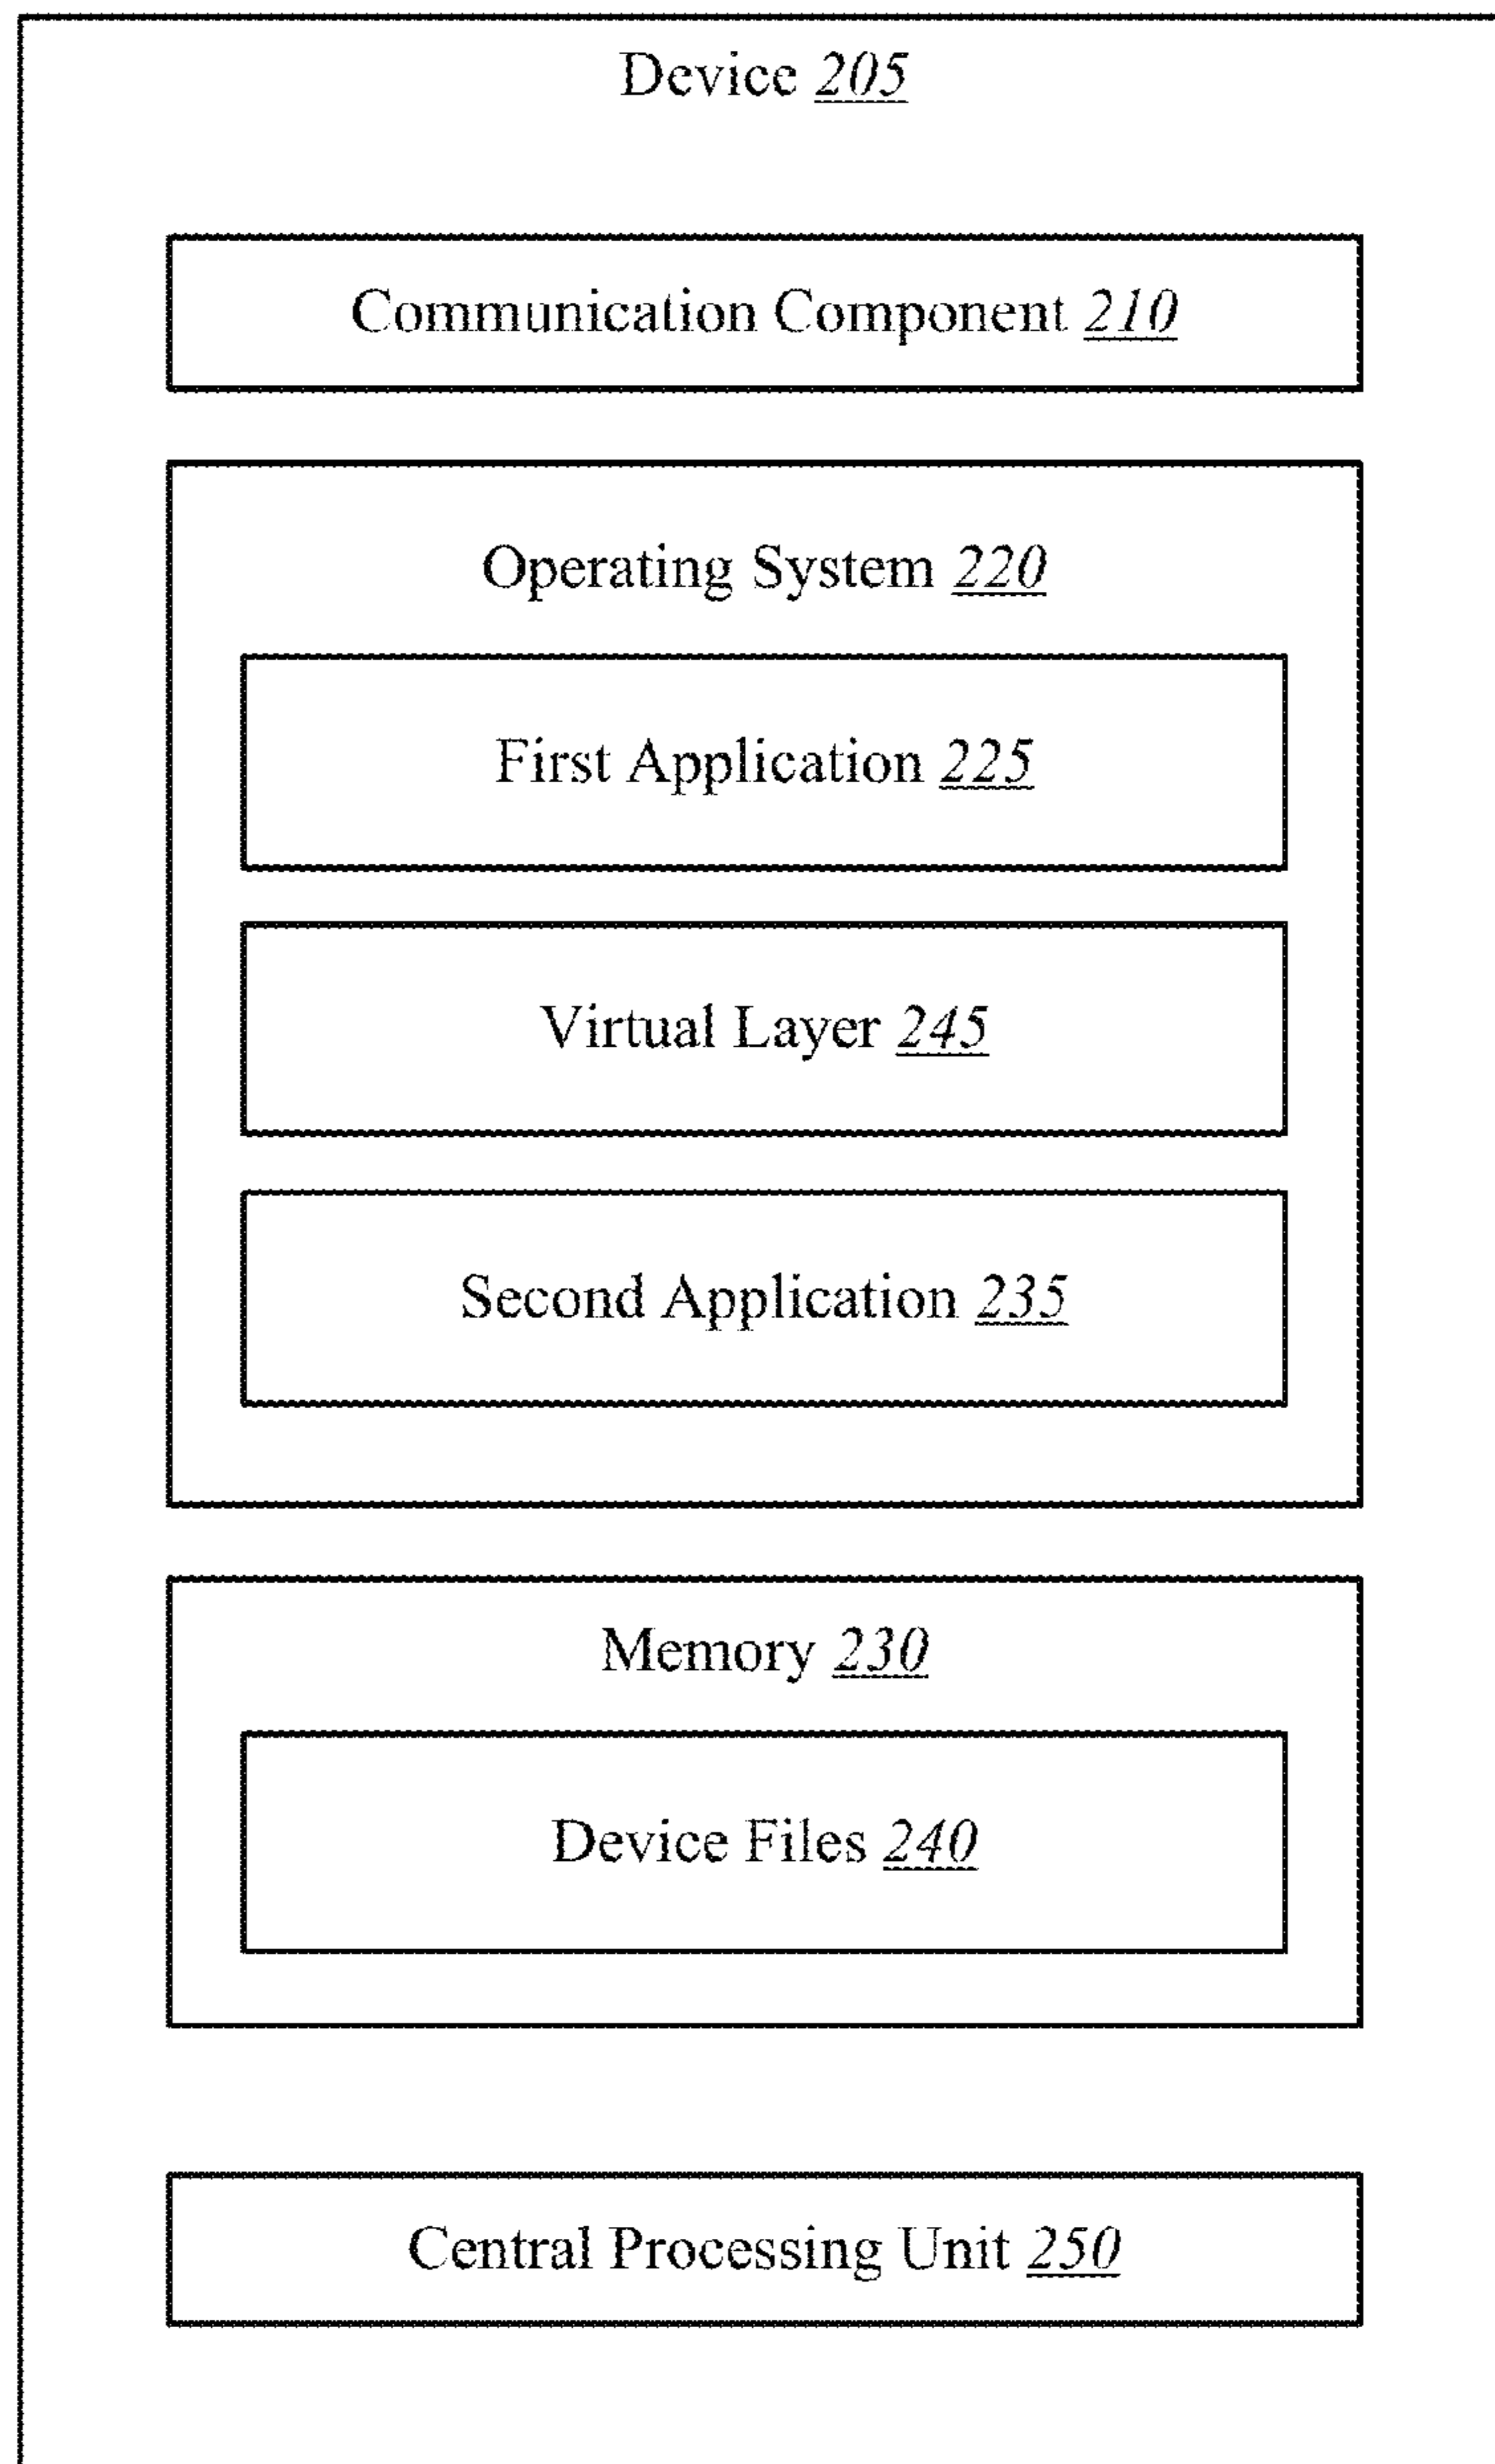 Device 205
Communication Component 210
Operating System 220
First Application 225
Virtual Layer 245
Second Application 235
Memory 230
Device Files 240
Central Processing Unit 250